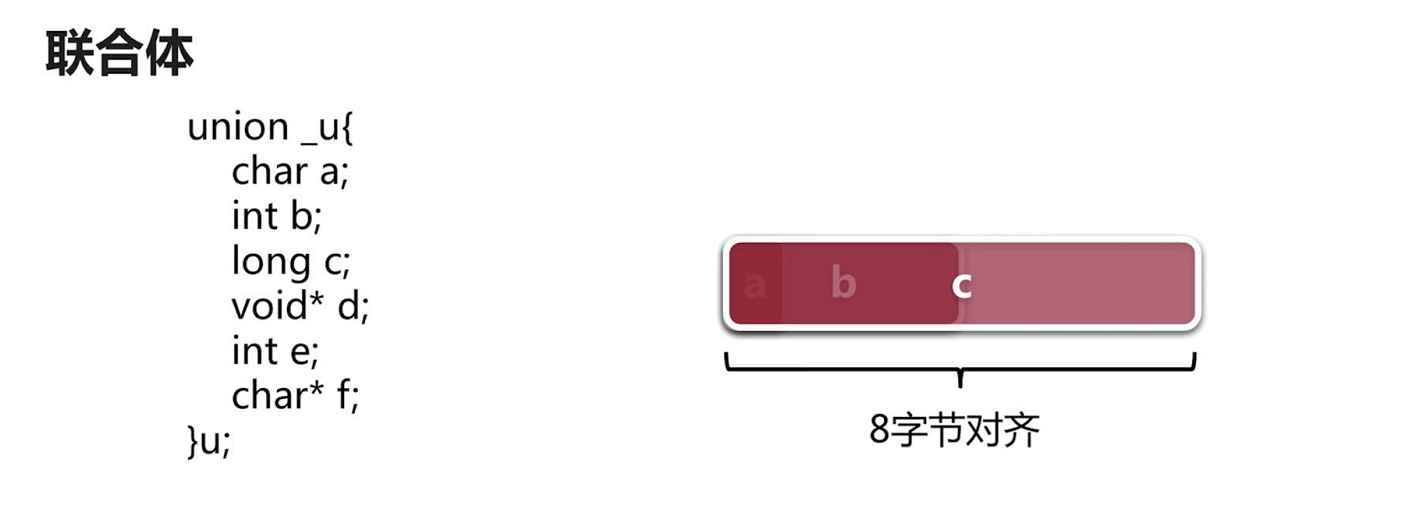 联合体
union _u{
char a;
int b;
long c;
void* d;
int e;
char* f;
}u;
a b c
8字节对齐